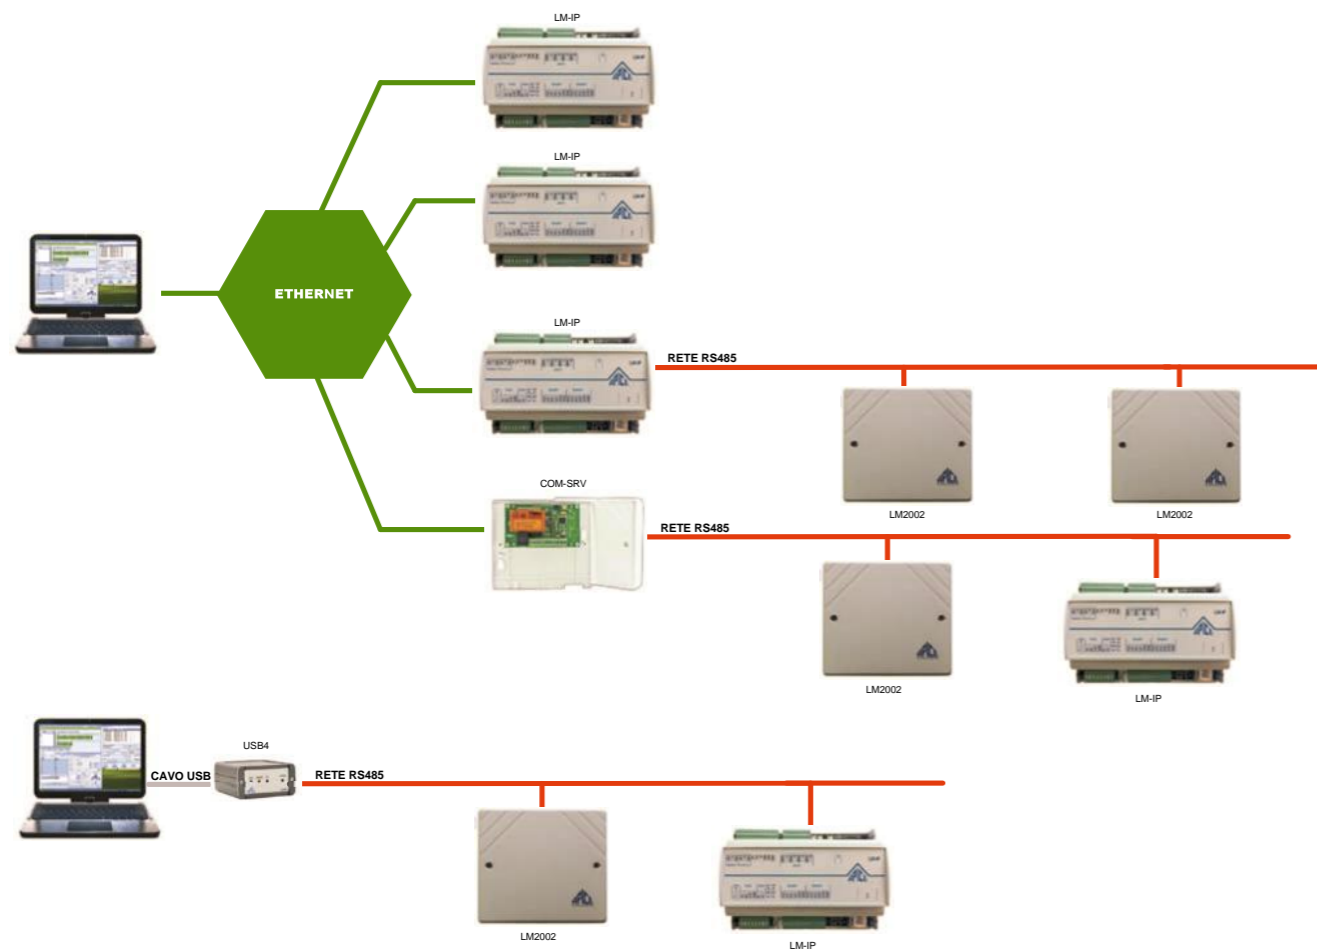 LM-IP
LM-IP
ETHERNET
LM-IP
RETE RS485
LM2002
LM2002
COM-SRV
RETE RS485
LM2002
LM-IP
USB4
CAVO USB
RETE RS485
LM2002
LM-IP